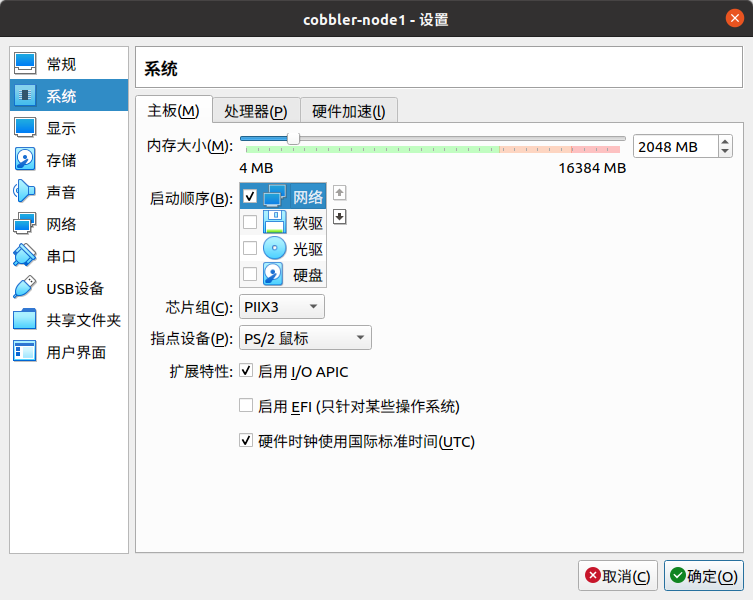 cobbler-node1 - 设置
常规
系统
显示
存储
声音
网络
串口
USB设备
共享文件夹
用户界面
系统
主板(M) 处理器(P) 硬件加速(l)
内存大小(M): 2048 MB
4 MB 16384 MB
启动顺序(B): 网络
软驱
光驱
硬盘
芯片组(C): PIIX3
指点设备(P): PS/2 鼠标
扩展特性: 启用 I/O APIC
启用 EFI (只针对某些操作系统)
硬件时钟使用国际标准时间(UTC)
取消(C) 确定(O)